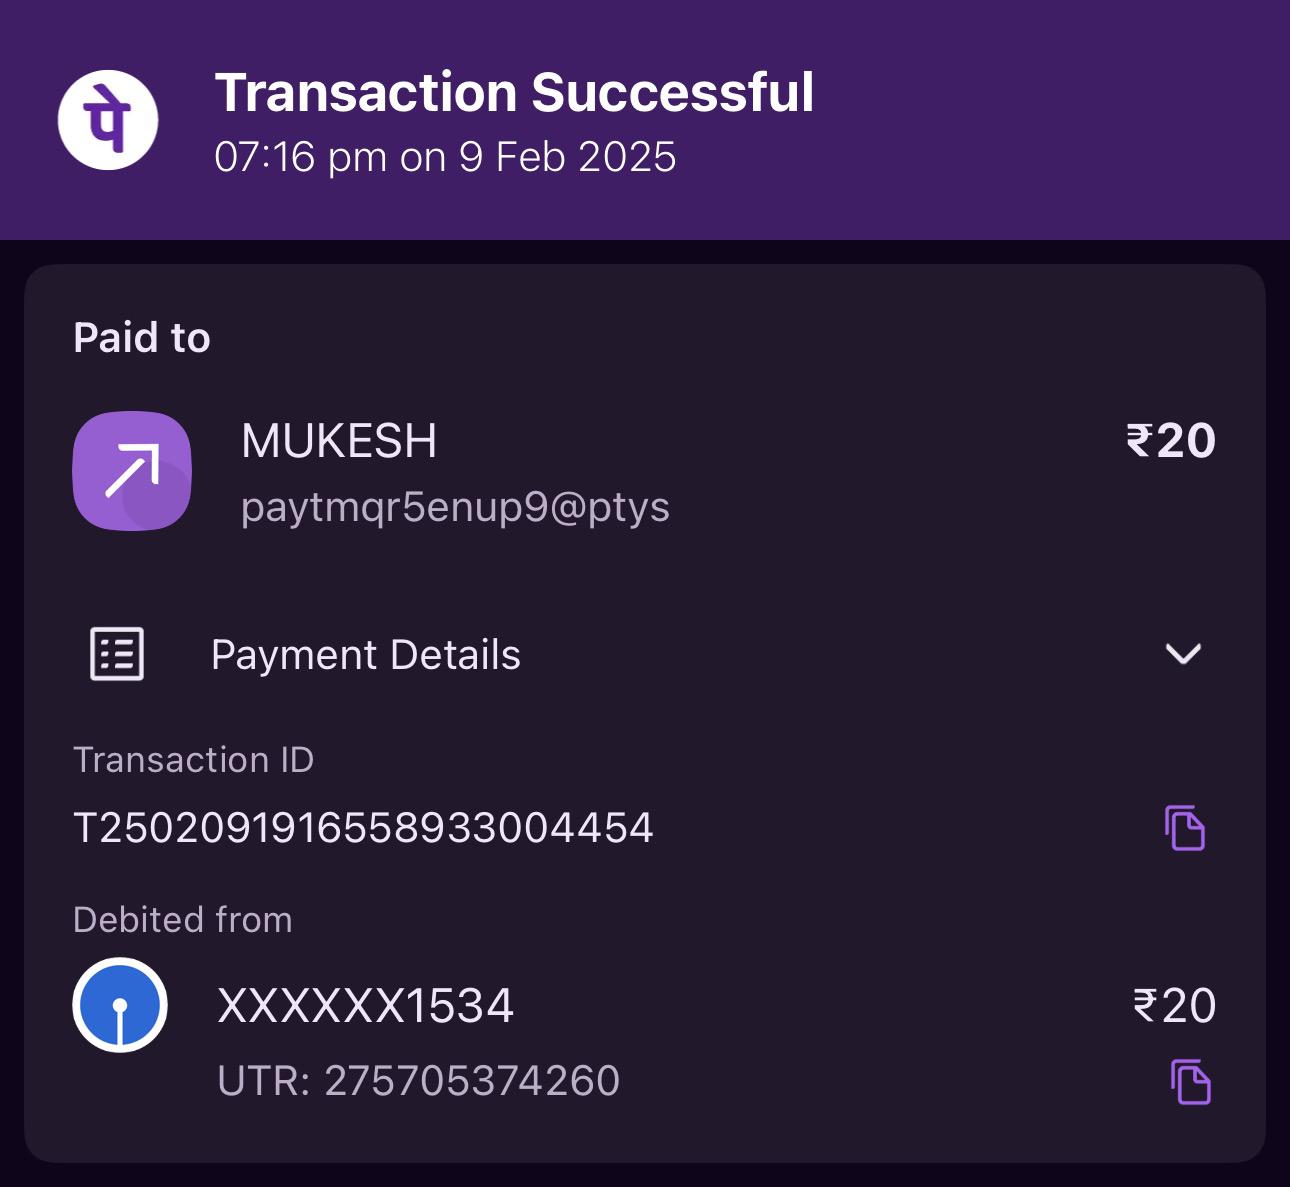 पे
Transaction Successful
07:16 pm on 9 Feb 2025
Paid to
MUKESH ₹20
paytmqr5enup9@ptys
Payment Details
Transaction ID
T2502091916558933004454
Debited from
XXXXXX1534 ₹20
UTR: 275705374260